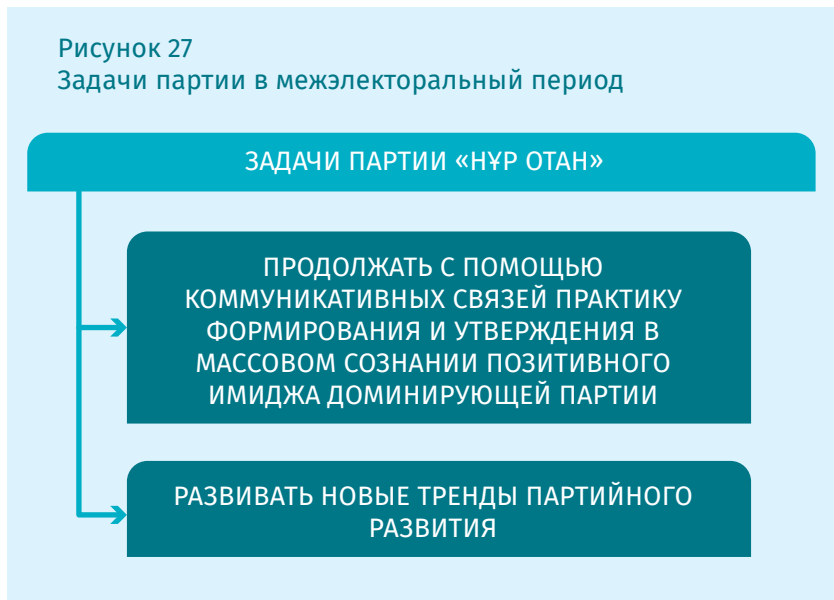 Рисунок 27
Задачи партии в межэлекторальный период
ЗАДАЧИ ПАРТИИ «НҰР ОТАН»
ПРОДОЛЖАТЬ С ПОМОЩЬЮ
КОММУНИКАТИВНЫХ СВЯЗЕЙ ПРАКТИКУ
ФОРМИРОВАНИЯ И УТВЕРЖДЕНИЯ В
МАССОВОМ СОЗНАНИИ ПОЗИТИВНОГО
ИМИДЖА ДОМИНИРУЮЩЕЙ ПАРТИИ
РАЗВИВАТЬ НОВЫЕ ТРЕНДЫ ПАРТИЙНОГО
РАЗВИТИЯ